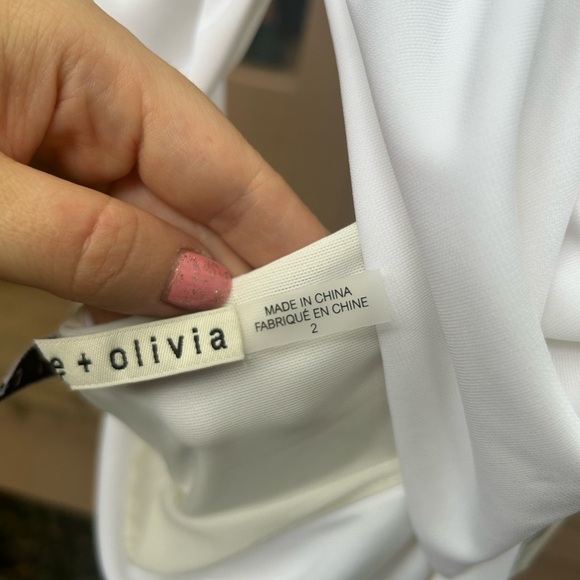 e + olivia
MADE IN CHINA
FABRIQUÉ EN CHINE
2